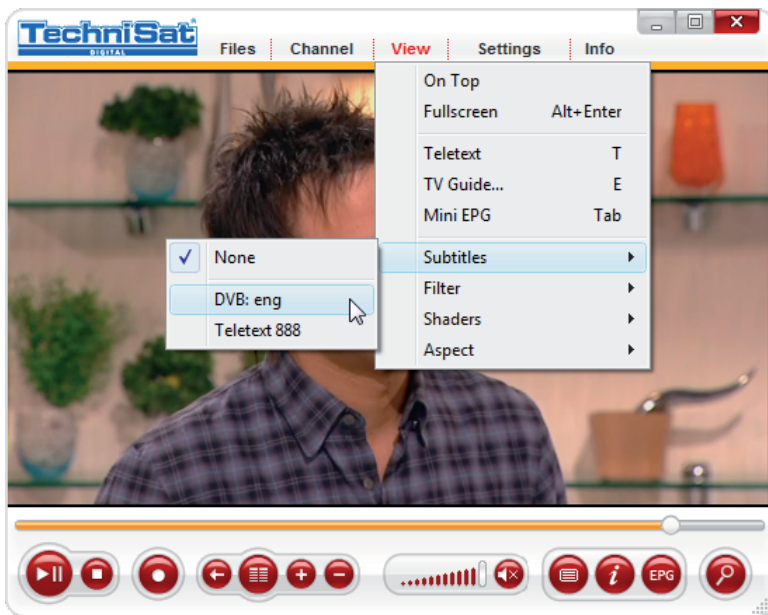 TechniSat
DIGITAL
Files Channel View Settings Info
On Top
Fullscreen Alt+Enter
Teletext T
TV Guide... E
Mini EPG Tab
Subtitles
Filter
Shaders
Aspect
None
DVB: eng
Teletext 888
i
EPG